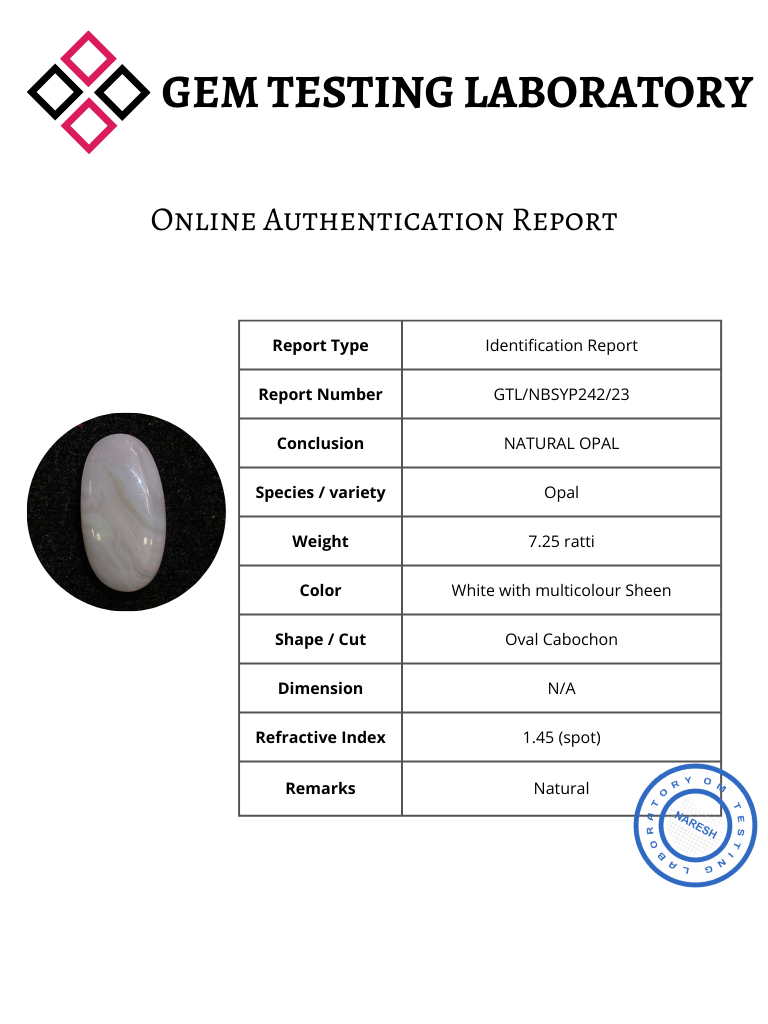 GEM TESTING LABORATORY
Online Authentication Report
Report Type Identification Report
Report Number GTL/NBSYP242/23
Conclusion NATURAL OPAL
Species / variety Opal
Weight 7.25 ratti
Color White with multicolour Sheen
Shape / Cut Oval Cabochon
Dimension N/A
Refractive Index 1.45 (spot)
Remarks Natural
OM TESTING LABORATORY
NARESH